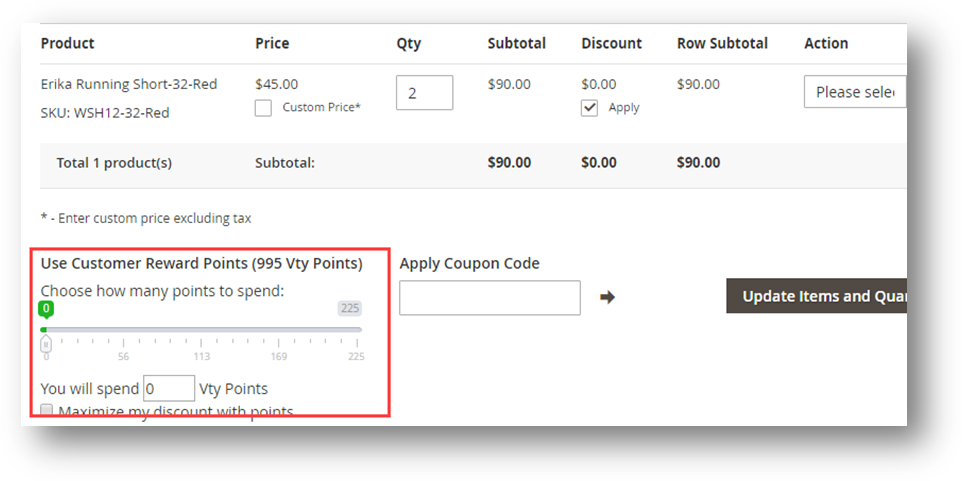 Product Price Qty Subtotal Discount Row Subtotal Action
Erika Running Short-32-Red $45.00 2 $90.00 $0.00 $90.00 Please selec
SKU: WSH12-32-Red Custom Price* Apply
Total 1 product(s) Subtotal: $90.00 $0.00 $90.00
* - Enter custom price excluding tax
Use Customer Reward Points (995 Vty Points) Apply Coupon Code
Choose how many points to spend:
0 225
Update Items and Quan
0 56 113 169 225
You will spend 0 Vty Points
Maximize my discount with points